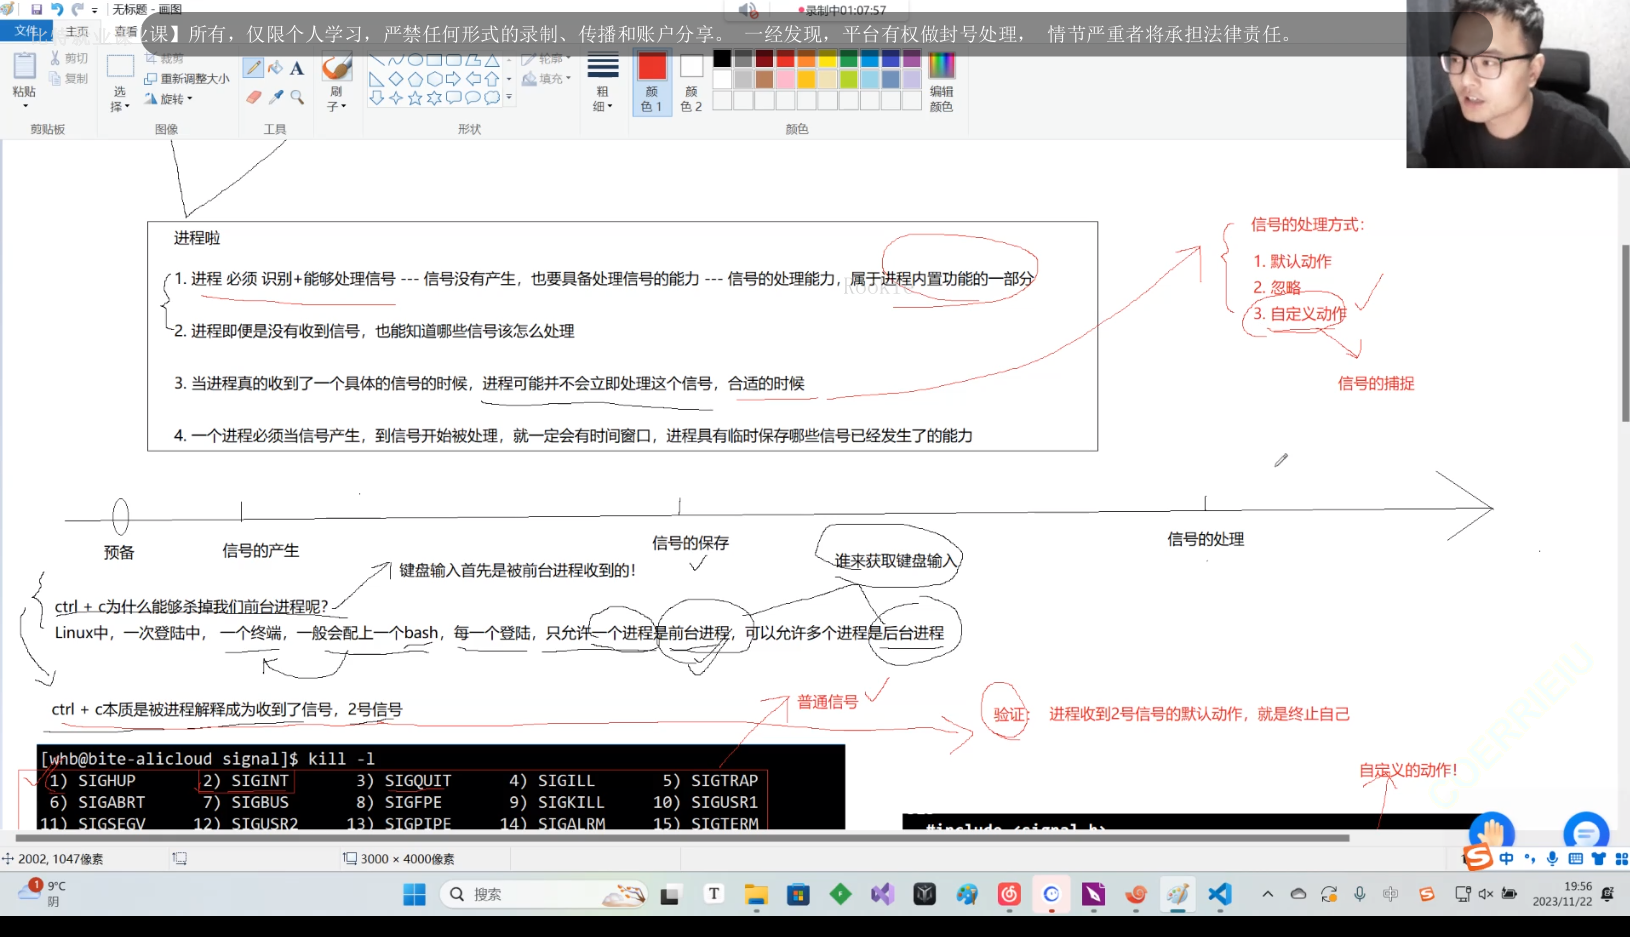 无标题 - 画图
录制中01:07:57
文件 主页 查看
业课】所有，仅限个人学习，严禁任何形式的录制、传播和账户分享。 一经发现，平台有权做封号处理， 情节严重者将承担法律责任。
粘贴
剪切
复制
选择
裁剪
重新调整大小
旋转
A
刷子
轮廓
填充
粗细
颜色 1
颜色 2
编辑颜色
剪贴板
图像
工具
形状
颜色
进程啦
1. 进程 必须 识别+能够处理信号 --- 信号没有产生，也要具备处理信号的能力 --- 信号的处理能力，属于进程内置功能的一部分
2. 进程即便是没有收到信号，也能知道哪些信号该怎么处理
3. 当进程真的收到了一个具体的信号的时候，进程可能并不会立即处理这个信号，合适的时候
4. 一个进程必须当信号产生，到信号开始被处理，就一定会有时间窗口，进程具有临时保存哪些信号已经发生了的能力
信号的处理方式：
1. 默认动作
2. 忽略
3. 自定义动作
信号的捕捉
预备
信号的产生
信号的保存
信号的处理
谁来获取键盘输入
键盘输入首先是被前台进程收到的！
ctrl + c为什么能够杀掉我们前台进程呢？
Linux中，一次登陆中， 一个终端，一般会配上一个bash，每一个登陆，只允许一个进程是前台进程，可以允许多个进程是后台进程
ctrl + c本质是被进程解释成为收到了信号，2号信号
普通信号
验证： 进程收到2号信号的默认动作，就是终止自己
自定义的动作！
[whb@bite-alicloud signal]$ kill -l
1) SIGHUP 2) SIGINT 3) SIGQUIT 4) SIGILL 5) SIGTRAP
6) SIGABRT 7) SIGBUS 8) SIGFPE 9) SIGKILL 10) SIGUSR1
11) SIGSEGV 12) SIGUSR2 13) SIGPIPE 14) SIGALRM 15) SIGTERM
#include <signal.h>
2002, 1047像素
3000 × 4000像素
中
1
9°C
阴
搜索
T
19:56
2023/11/22